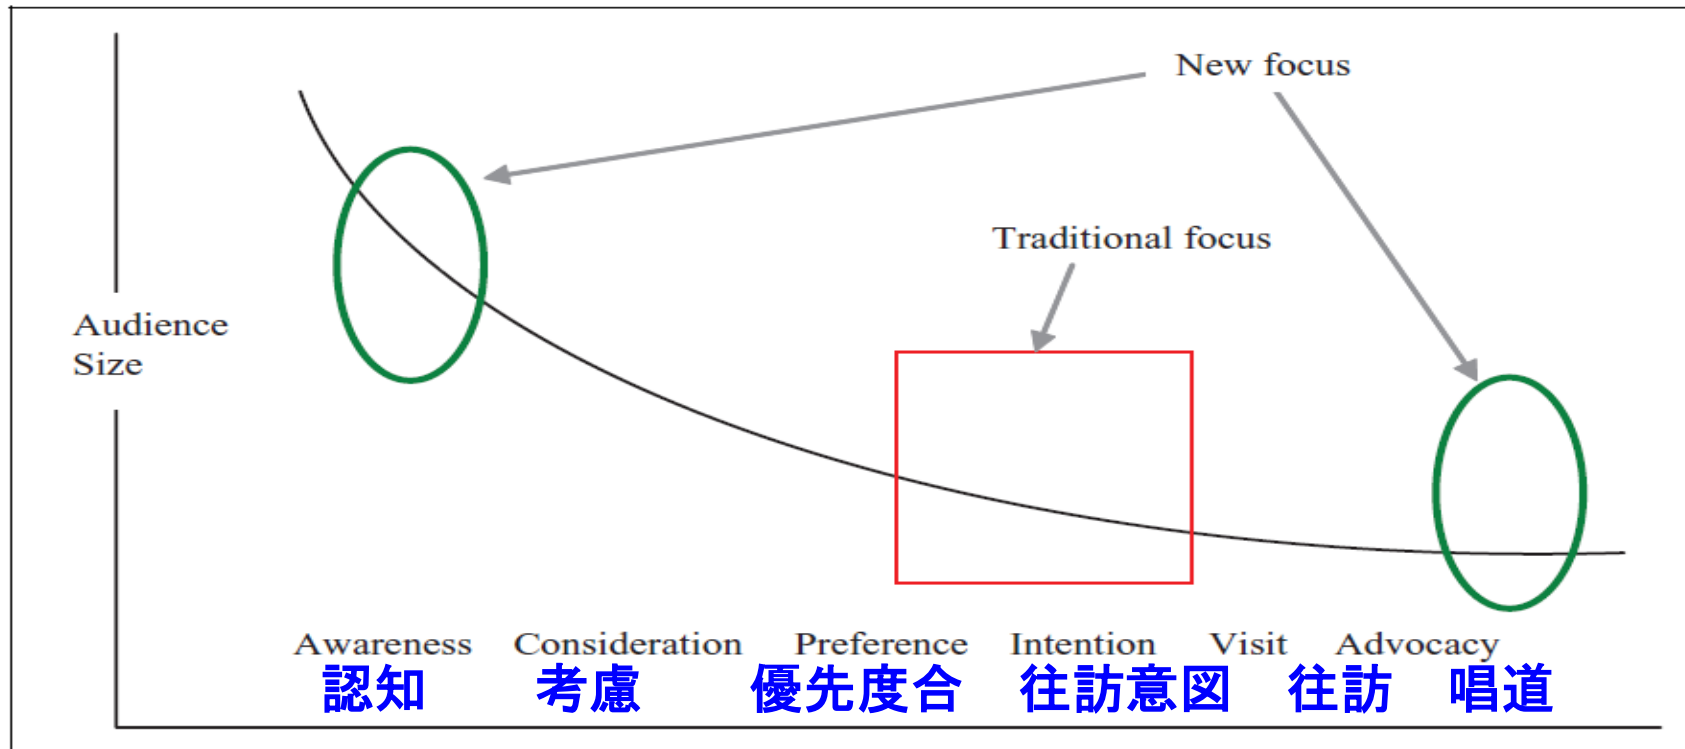 New focus
Traditional focus
Audience
Size
Awareness Consideration Preference Intention Visit Advocacy
認知 考慮 優先度合 往訪意図 往訪 唱道